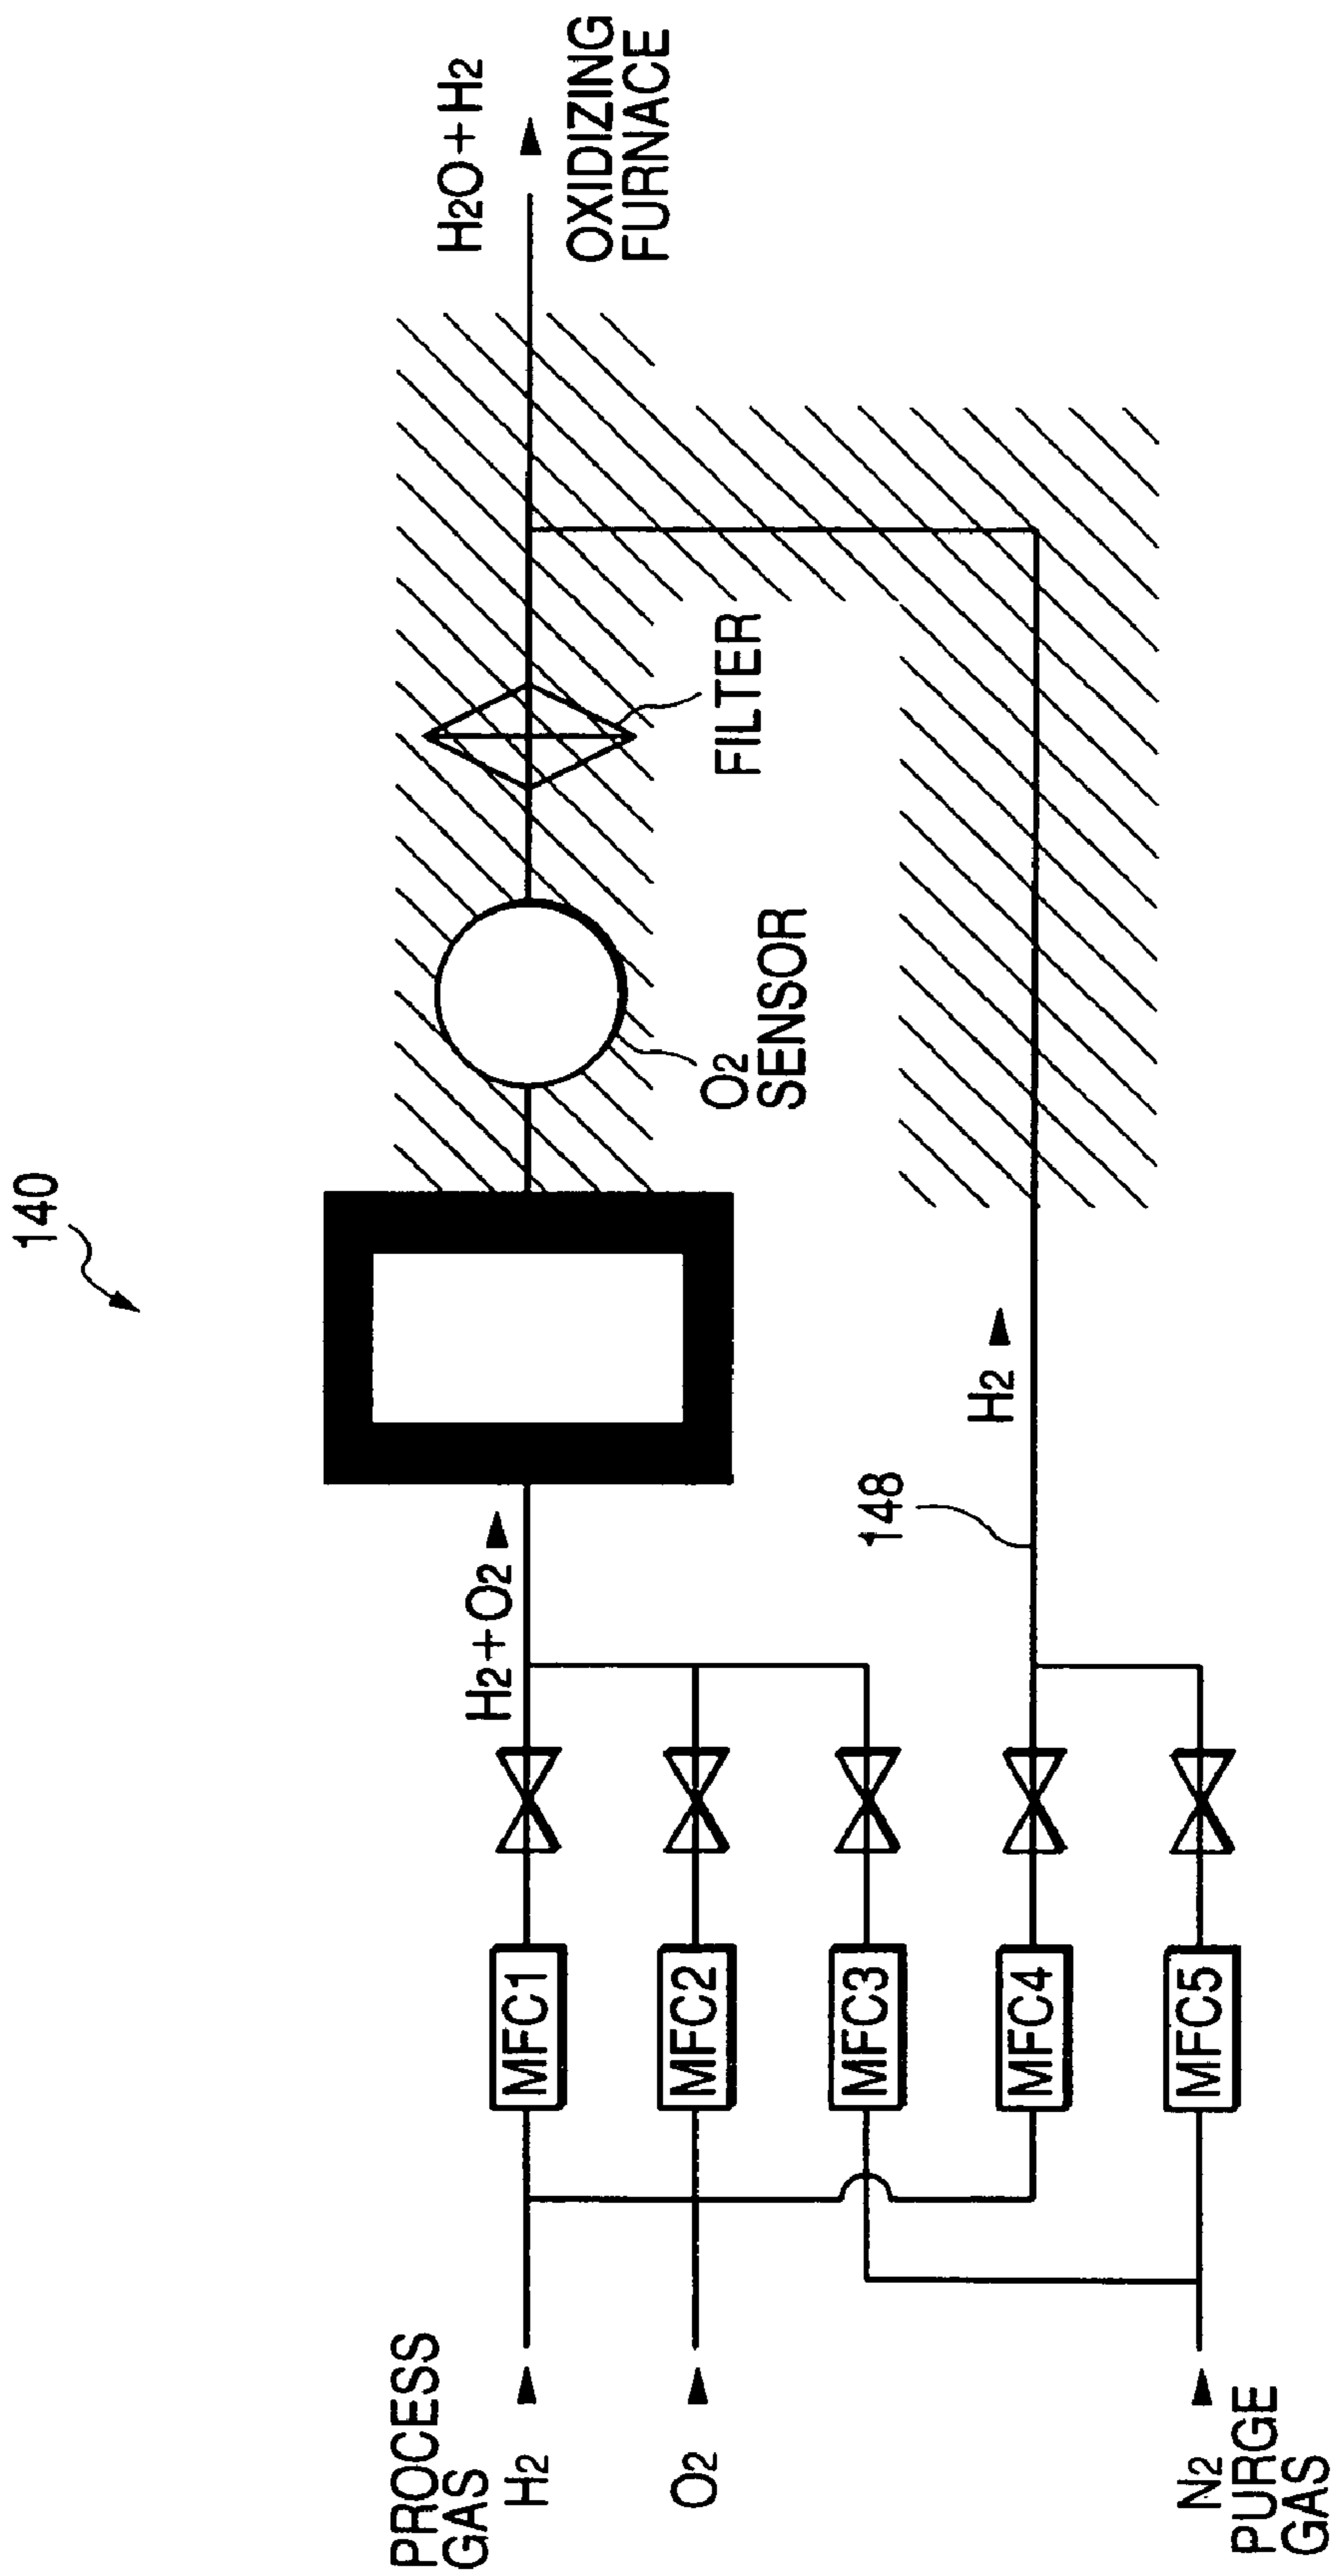 140
PROCESS
GAS
H2
O2
N2
PURGE
GAS
MFC1
MFC2
MFC3
MFC4
MFC5
H2+O2
148
H2
O2
SENSOR
FILTER
H2O+H2
OXIDIZING
FURNACE